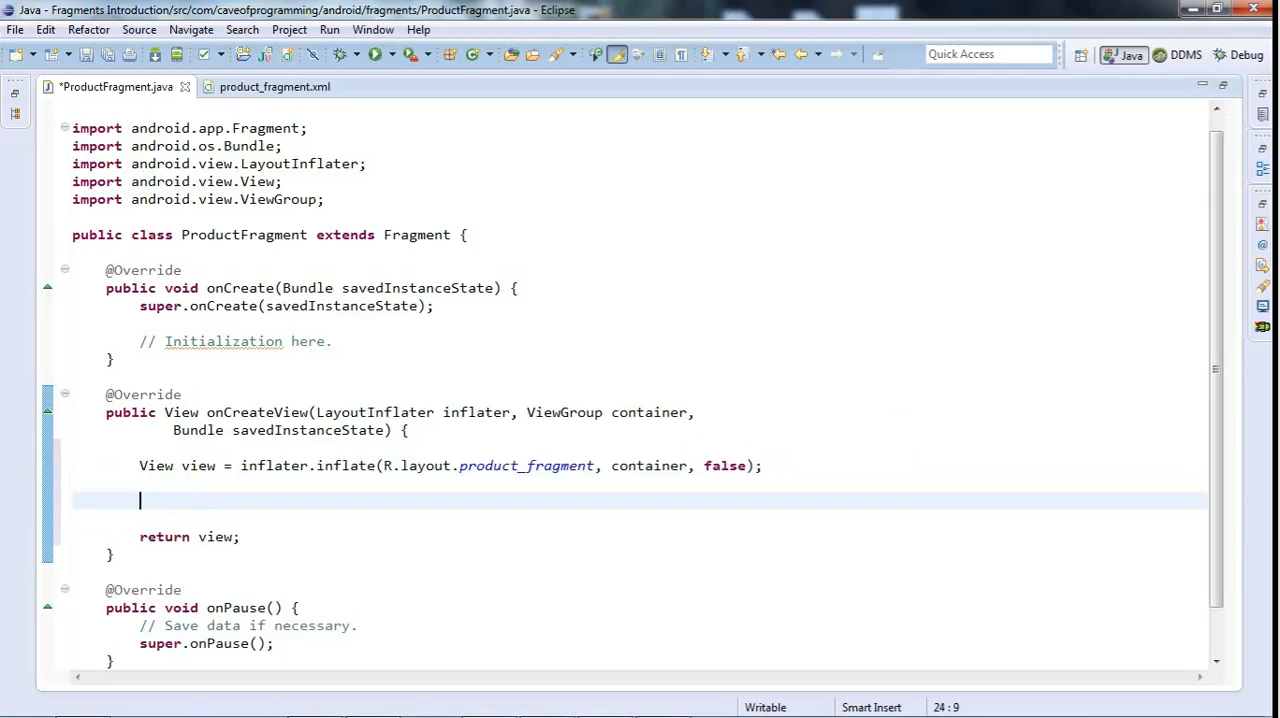 Java - Fragments Introduction/src/com/caveofprogramming/android/fragments/ProductFragment.java - Eclipse
File Edit Refactor Source Navigate Search Project Run Window Help
Quick Access Java DDMS Debug
*ProductFragment.java product_fragment.xml
import android.app.Fragment;
import android.os.Bundle;
import android.view.LayoutInflater;
import android.view.View;
import android.view.ViewGroup;
public class ProductFragment extends Fragment {
@Override
public void onCreate(Bundle savedInstanceState) {
super.onCreate(savedInstanceState);
// Initialization here.
}
@Override
public View onCreateView(LayoutInflater inflater, ViewGroup container,
Bundle savedInstanceState) {
View view = inflater.inflate(R.layout.product_fragment, container, false);
return view;
}
@Override
public void onPause() {
// Save data if necessary.
super.onPause();
}
Writable Smart Insert 24:9